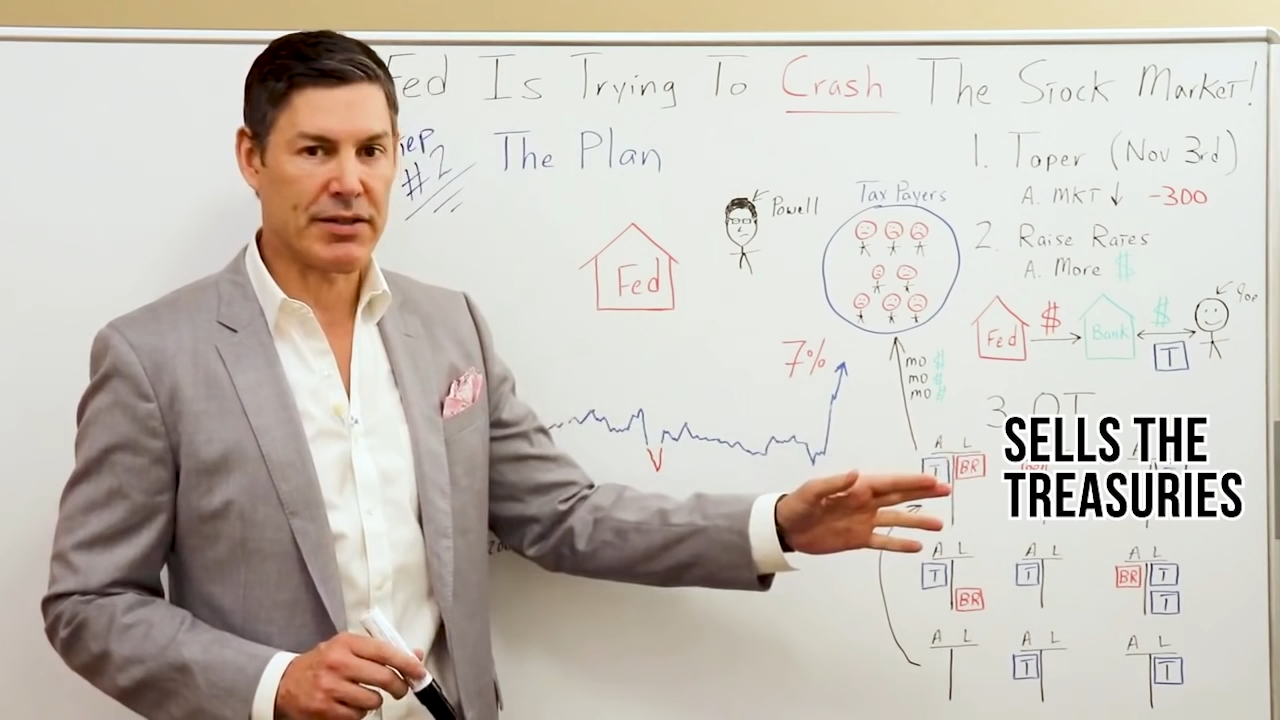 Fed Is Trying To Crash The Stock Market!
#2
The Plan
1. Taper (Nov 3rd)
A. MKT ↓ -300
2. Raise Rates
A. More $
Powell
Tax Payers
Fed
Fed $ Bank $ Joe
T
7%
mo $
mo $
mo $
3. QT
SELLS THE
TREASURIES
A L
T BR
A L A L A L
T BR T BR T
T
A L A L A L
T T